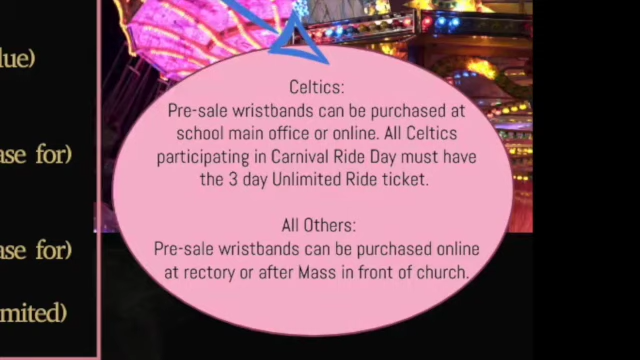 lue)
ase for)
ase for)
mited)
Celtics:
Pre-sale wristbands can be purchased at
school main office or online. All Celtics
participating in Carnival Ride Day must have
the 3 day Unlimited Ride ticket.
All Others:
Pre-sale wristbands can be purchased online
at rectory or after Mass in front of church.